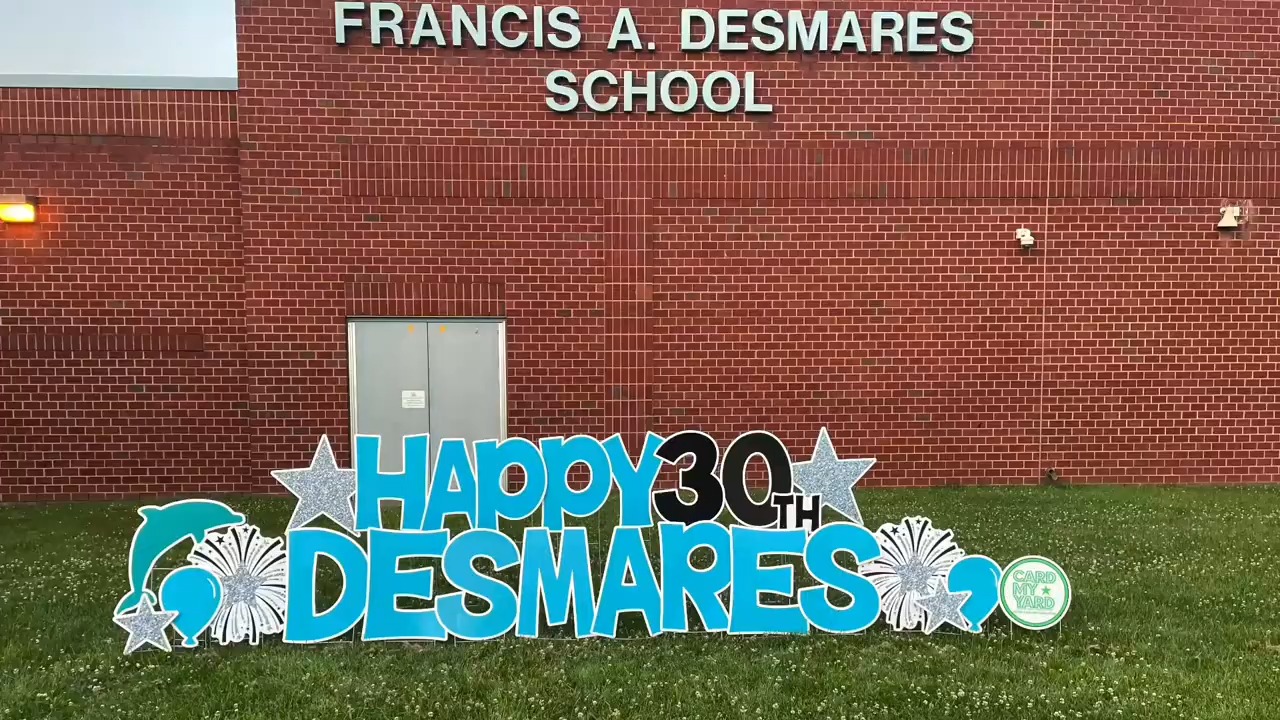 FRANCIS A. DESMARES
SCHOOL
HAPPY 30TH
DESMARES
CARD
MY
YARD